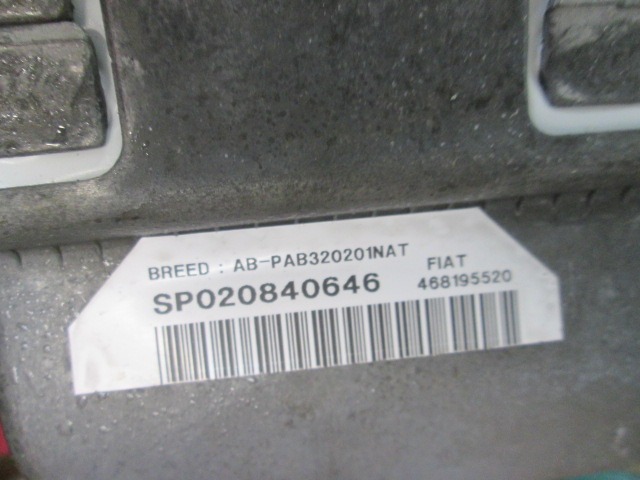 BREED : AB-PAB320201NAT FIAT
SP020840646 468195520